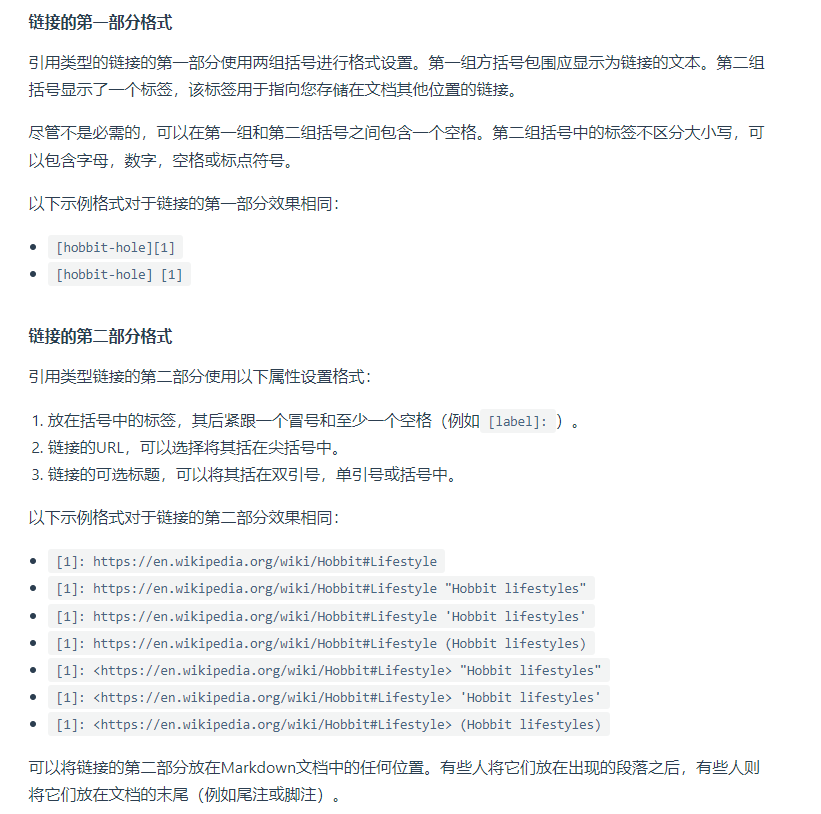 链接的第一部分格式
引用类型的链接的第一部分使用两组括号进行格式设置。第一组方括号包围应显示为链接的文本。第二组
括号显示了一个标签，该标签用于指向您存储在文档其他位置的链接。
尽管不是必需的，可以在第一组和第二组括号之间包含一个空格。第二组括号中的标签不区分大小写，可
以包含字母，数字，空格或标点符号。
以下示例格式对于链接的第一部分效果相同：
• [hobbit-hole][1]
• [hobbit-hole] [1]
链接的第二部分格式
引用类型链接的第二部分使用以下属性设置格式：
1. 放在括号中的标签，其后紧跟一个冒号和至少一个空格（例如 [label]: ）。
2. 链接的URL，可以选择将其括在尖括号中。
3. 链接的可选标题，可以将其括在双引号，单引号或括号中。
以下示例格式对于链接的第二部分效果相同：
• [1]: https://en.wikipedia.org/wiki/Hobbit#Lifestyle
• [1]: https://en.wikipedia.org/wiki/Hobbit#Lifestyle "Hobbit lifestyles"
• [1]: https://en.wikipedia.org/wiki/Hobbit#Lifestyle 'Hobbit lifestyles'
• [1]: https://en.wikipedia.org/wiki/Hobbit#Lifestyle (Hobbit lifestyles)
• [1]: <https://en.wikipedia.org/wiki/Hobbit#Lifestyle> "Hobbit lifestyles"
• [1]: <https://en.wikipedia.org/wiki/Hobbit#Lifestyle> 'Hobbit lifestyles'
• [1]: <https://en.wikipedia.org/wiki/Hobbit#Lifestyle> (Hobbit lifestyles)
可以将链接的第二部分放在Markdown文档中的任何位置。有些人将它们放在出现的段落之后，有些人则
将它们放在文档的末尾（例如尾注或脚注）。